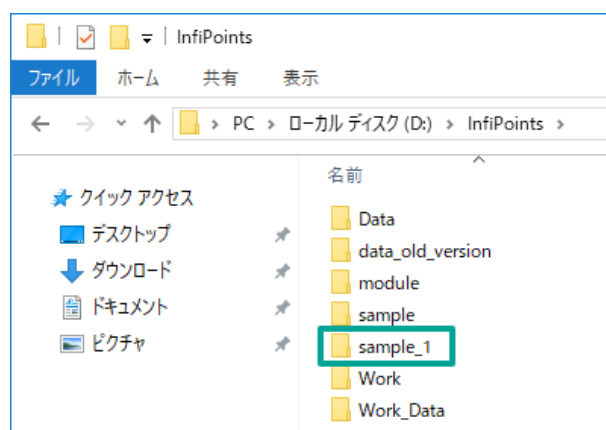 InfiPoints
ファイル ホーム 共有 表示
PC > ローカル ディスク (D:) > InfiPoints >
名前
クイック アクセス
デスクトップ
ダウンロード
ドキュメント
ピクチャ
Data
data_old_version
module
sample
sample_1
Work
Work_Data